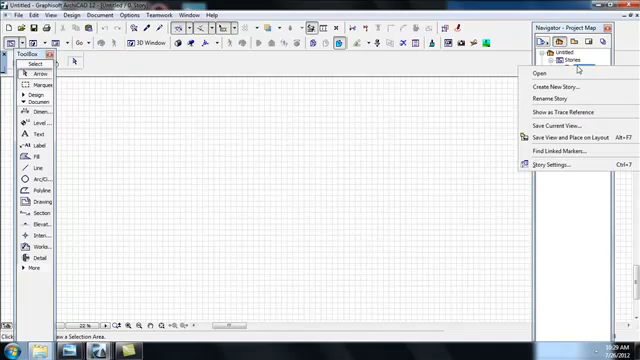 Untitled - Graphisoft ArchiCAD 12 - [Untitled / 0. Story]
File Edit View Design Document Options Teamwork Window Help
Go 3D Window
Navigator - Project Map
Untitled
Stories
ToolBox
Select
Arrow
Marquee
Design
Documen
Dimen...
Level ...
Text
Label
Fill
Line
Arc/Ci...
Polyline
Drawing
Section
Elevat...
Interi...
Works...
Detail
More
Open
Create New Story...
Rename Story
Show as Trace Reference
Save Current View...
Save View and Place on Layout Alt+F7
Find Linked Markers...
Story Settings... Ctrl+7
22 %
10:29 AM
7/26/2012